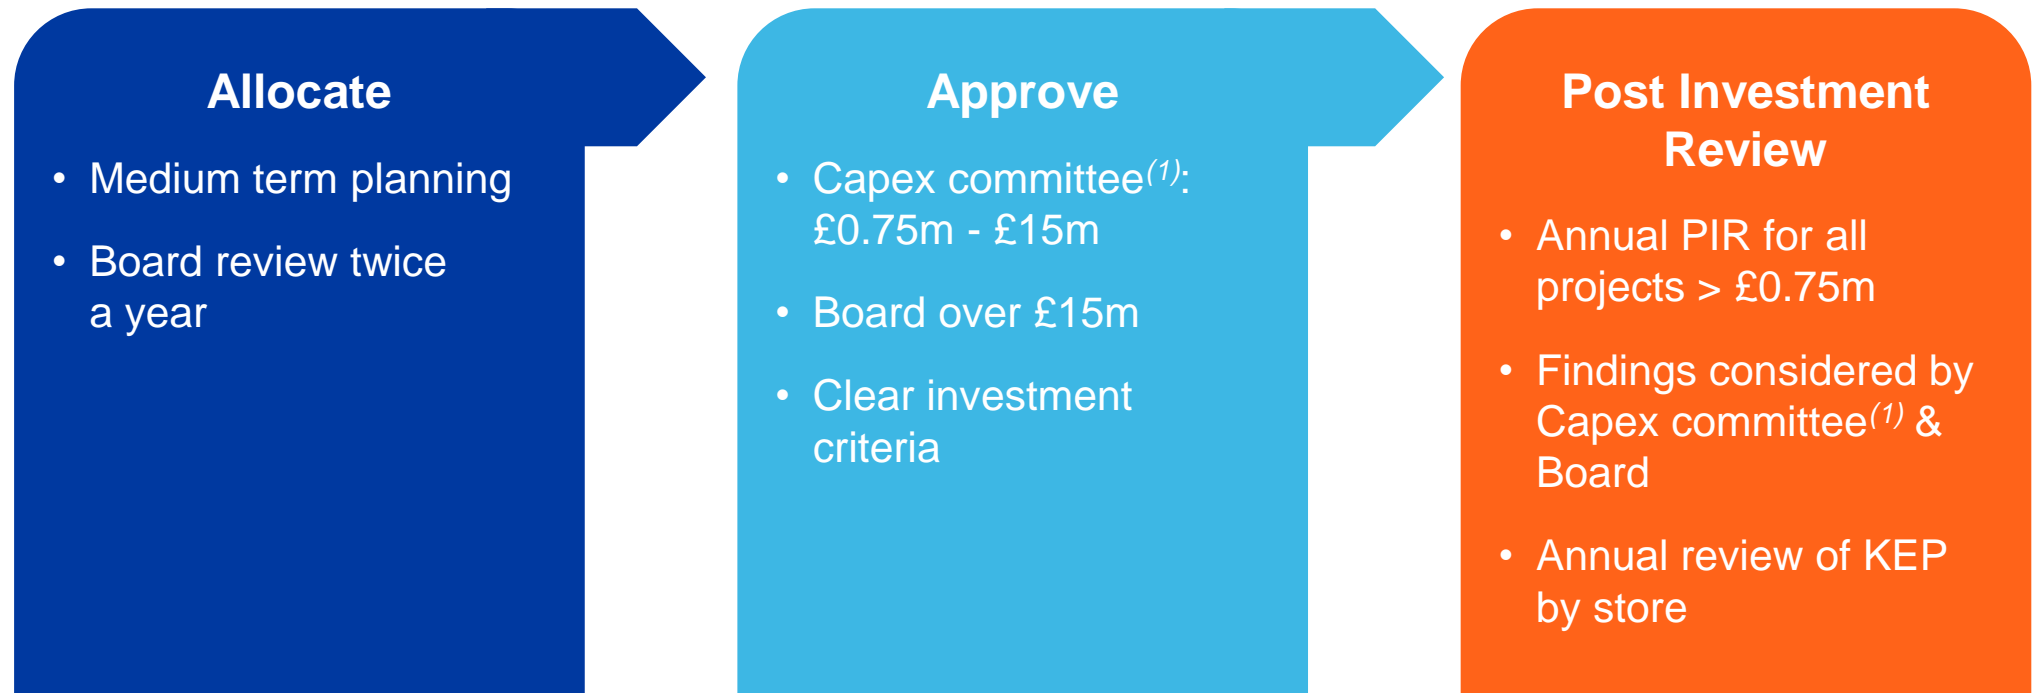 Allocate
• Medium term planning
• Board review twice
a year
Approve
• Capex committee(1):
£0.75m - £15m
• Board over £15m
• Clear investment
criteria
Post Investment
Review
• Annual PIR for all
projects > £0.75m
• Findings considered by
Capex committee(1) &
Board
• Annual review of KEP
by store